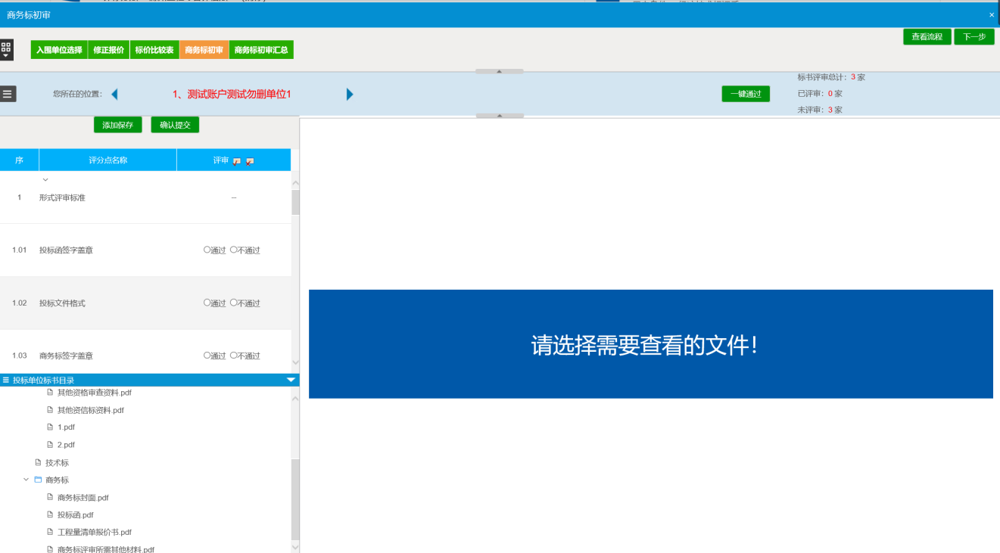 商务标初审 ×
查看流程 下一步
入围单位选择 修正报价 标价比较表 商务标初审 商务标初审汇总
标书评审总计: 3 家
您所在的位置: 1、测试账户测试勿删单位1 一键通过 已评审: 0 家
未评审: 3 家
添加保存 确认提交
序 评分点名称 评审
1 形式评审标准 --
1.01 投标函签字盖章 通过 不通过
1.02 投标文件格式 通过 不通过
1.03 商务标签字盖章 通过 不通过
投标单位标书目录
其他资格审查资料.pdf
其他资信标资料.pdf
1.pdf
2.pdf
技术标
商务标
商务标封面.pdf
投标函.pdf
工程量清单报价书.pdf
商务标评审所需其他材料.pdf
请选择需要查看的文件!